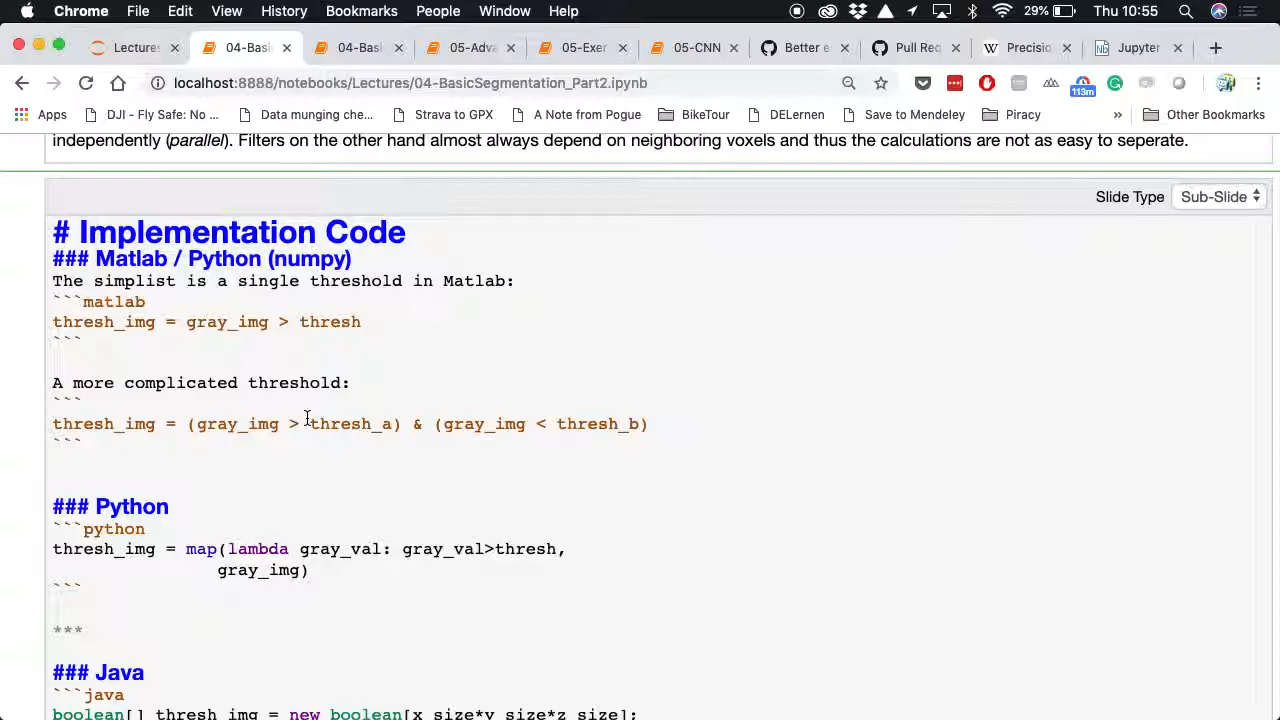 Chrome File Edit View History Bookmarks People Window Help 29% Thu 10:55
Lectures 04-Basi 04-Basi 05-Adva 05-Exer 05-CNN Better e Pull Req Precisio Jupyter
localhost:8888/notebooks/Lectures/04-BasicSegmentation_Part2.ipynb 113m
Apps DJI - Fly Safe: No ... Data munging che... Strava to GPX A Note from Pogue BikeTour DELernen Save to Mendeley Piracy » Other Bookmarks
independently (parallel). Filters on the other hand almost always depend on neighboring voxels and thus the calculations are not as easy to seperate.
Slide Type Sub-Slide
# Implementation Code
### Matlab / Python (numpy)
The simplist is a single threshold in Matlab:
```matlab
thresh_img = gray_img > thresh
```
A more complicated threshold:
```
thresh_img = (gray_img > thresh_a) & (gray_img < thresh_b)
```
### Python
```python
thresh_img = map(lambda gray_val: gray_val>thresh,
gray_img)
```
***
### Java
```java
boolean[] thresh_img = new boolean[x_size*y_size*z_size];